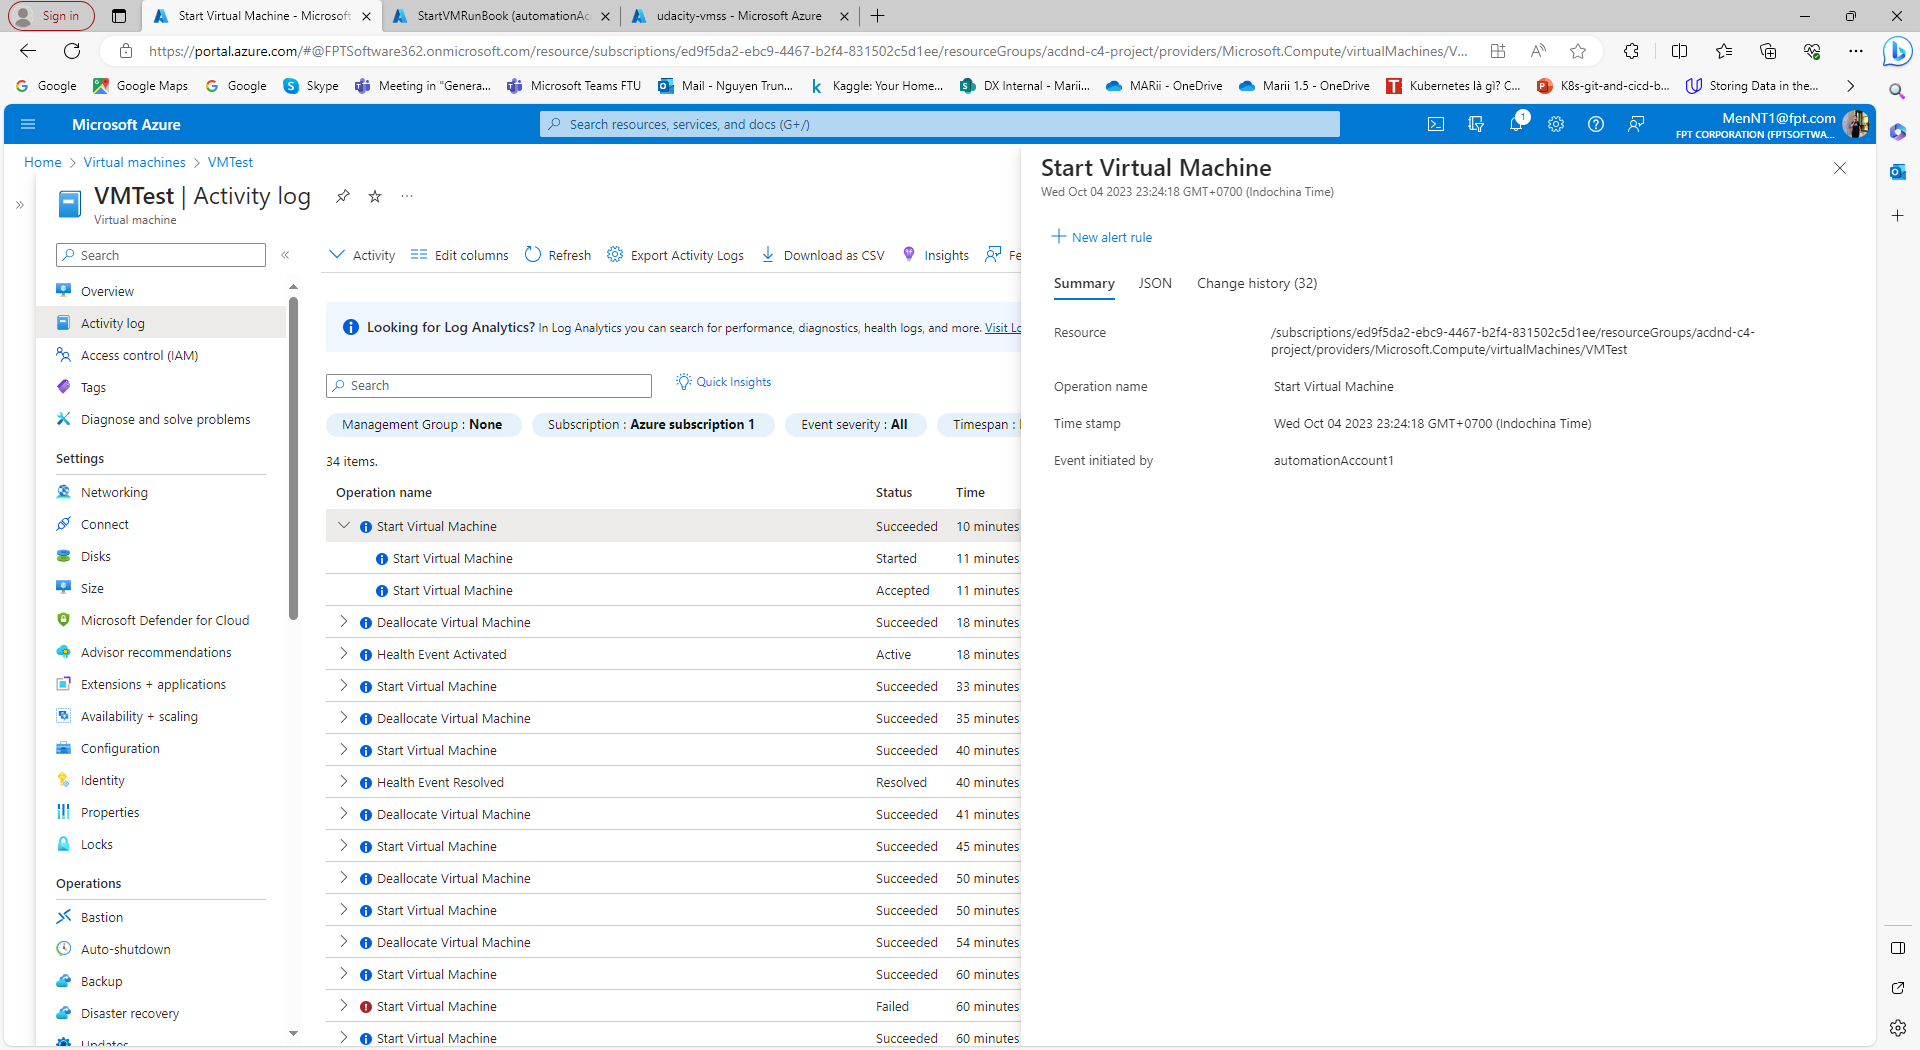 Sign in
Start Virtual Machine - Microsoft
StartVMRunBook (automationAc
udacity-vmss - Microsoft Azure
https://portal.azure.com/#@FPTSoftware362.onmicrosoft.com/resource/subscriptions/ed9f5da2-ebc9-4467-b2f4-831502c5d1ee/resourceGroups/acdnd-c4-project/providers/Microsoft.Compute/virtualMachines/V...
Google
Google Maps
Google
Skype
Meeting in "Genera...
Microsoft Teams FTU
Mail - Nguyen Trun...
Kaggle: Your Home...
DX Internal - Marii...
MARii - OneDrive
Marii 1.5 - OneDrive
Kubernetes là gì? C...
K8s-git-and-cicd-b...
Storing Data in the...
Microsoft Azure
Search resources, services, and docs (G+/)
1
MenNT1@fpt.com
FPT CORPORATION (FPTSOFTWA...
Home > Virtual machines > VMTest
VMTest | Activity log
Virtual machine
Search
Overview
Activity log
Access control (IAM)
Tags
Diagnose and solve problems
Settings
Networking
Connect
Disks
Size
Microsoft Defender for Cloud
Advisor recommendations
Extensions + applications
Availability + scaling
Configuration
Identity
Properties
Locks
Operations
Bastion
Auto-shutdown
Backup
Disaster recovery
Updates
Activity
Edit columns
Refresh
Export Activity Logs
Download as CSV
Insights
Fe
Looking for Log Analytics? In Log Analytics you can search for performance, diagnostics, health logs, and more. Visit Lo
Search
Quick Insights
Management Group : None
Subscription : Azure subscription 1
Event severity : All
Timespan :
34 items.
Operation name Status Time
Start Virtual Machine Succeeded 10 minutes
Start Virtual Machine Started 11 minutes
Start Virtual Machine Accepted 11 minutes
Deallocate Virtual Machine Succeeded 18 minutes
Health Event Activated Active 18 minutes
Start Virtual Machine Succeeded 33 minutes
Deallocate Virtual Machine Succeeded 35 minutes
Start Virtual Machine Succeeded 40 minutes
Health Event Resolved Resolved 40 minutes
Deallocate Virtual Machine Succeeded 41 minutes
Start Virtual Machine Succeeded 45 minutes
Deallocate Virtual Machine Succeeded 50 minutes
Start Virtual Machine Succeeded 50 minutes
Deallocate Virtual Machine Succeeded 54 minutes
Start Virtual Machine Succeeded 60 minutes
Start Virtual Machine Failed 60 minutes
Start Virtual Machine Succeeded 60 minutes
Start Virtual Machine
Wed Oct 04 2023 23:24:18 GMT+0700 (Indochina Time)
New alert rule
Summary JSON Change history (32)
Resource /subscriptions/ed9f5da2-ebc9-4467-b2f4-831502c5d1ee/resourceGroups/acdnd-c4-
project/providers/Microsoft.Compute/virtualMachines/VMTest
Operation name Start Virtual Machine
Time stamp Wed Oct 04 2023 23:24:18 GMT+0700 (Indochina Time)
Event initiated by automationAccount1